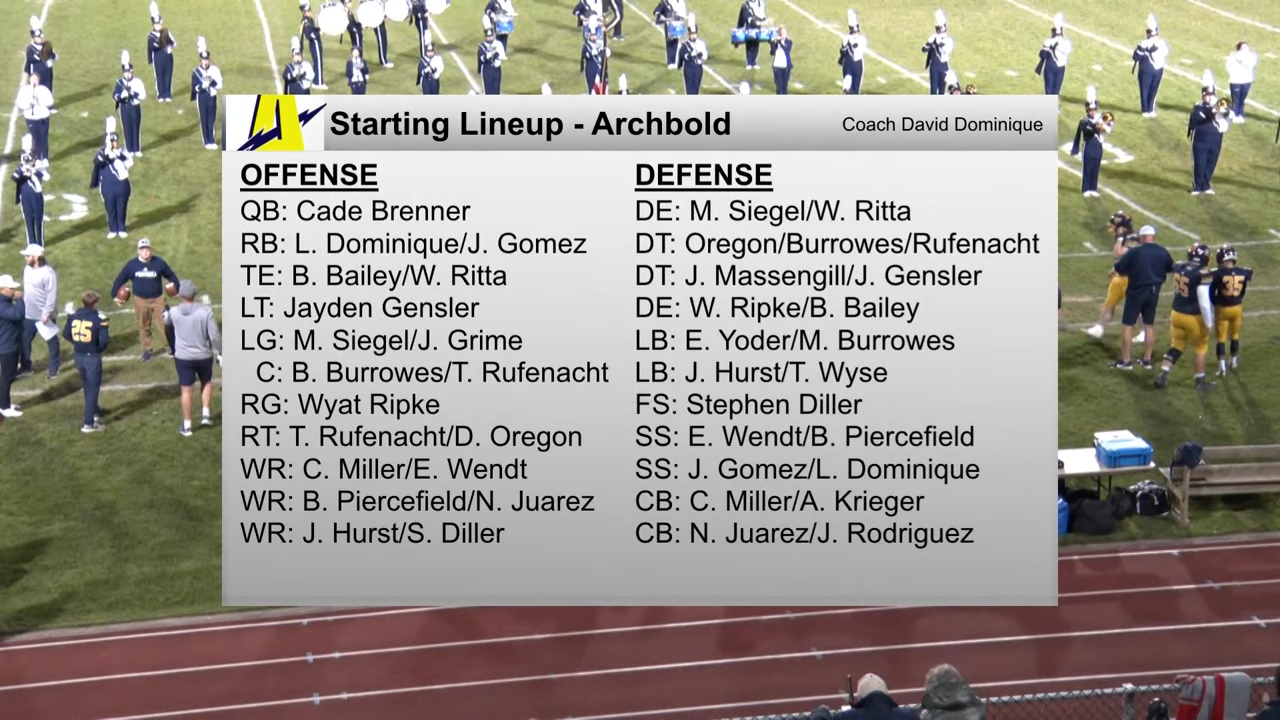 Starting Lineup - Archbold
Coach David Dominique
OFFENSE
QB: Cade Brenner
RB: L. Dominique/J. Gomez
TE: B. Bailey/W. Ritta
LT: Jayden Gensler
LG: M. Siegel/J. Grime
C: B. Burrowes/T. Rufenacht
RG: Wyat Ripke
RT: T. Rufenacht/D. Oregon
WR: C. Miller/E. Wendt
WR: B. Piercefield/N. Juarez
WR: J. Hurst/S. Diller
DEFENSE
DE: M. Siegel/W. Ritta
DT: Oregon/Burrowes/Rufenacht
DT: J. Massengill/J. Gensler
DE: W. Ripke/B. Bailey
LB: E. Yoder/M. Burrowes
LB: J. Hurst/T. Wyse
FS: Stephen Diller
SS: E. Wendt/B. Piercefield
SS: J. Gomez/L. Dominique
CB: C. Miller/A. Krieger
CB: N. Juarez/J. Rodriguez
25
35